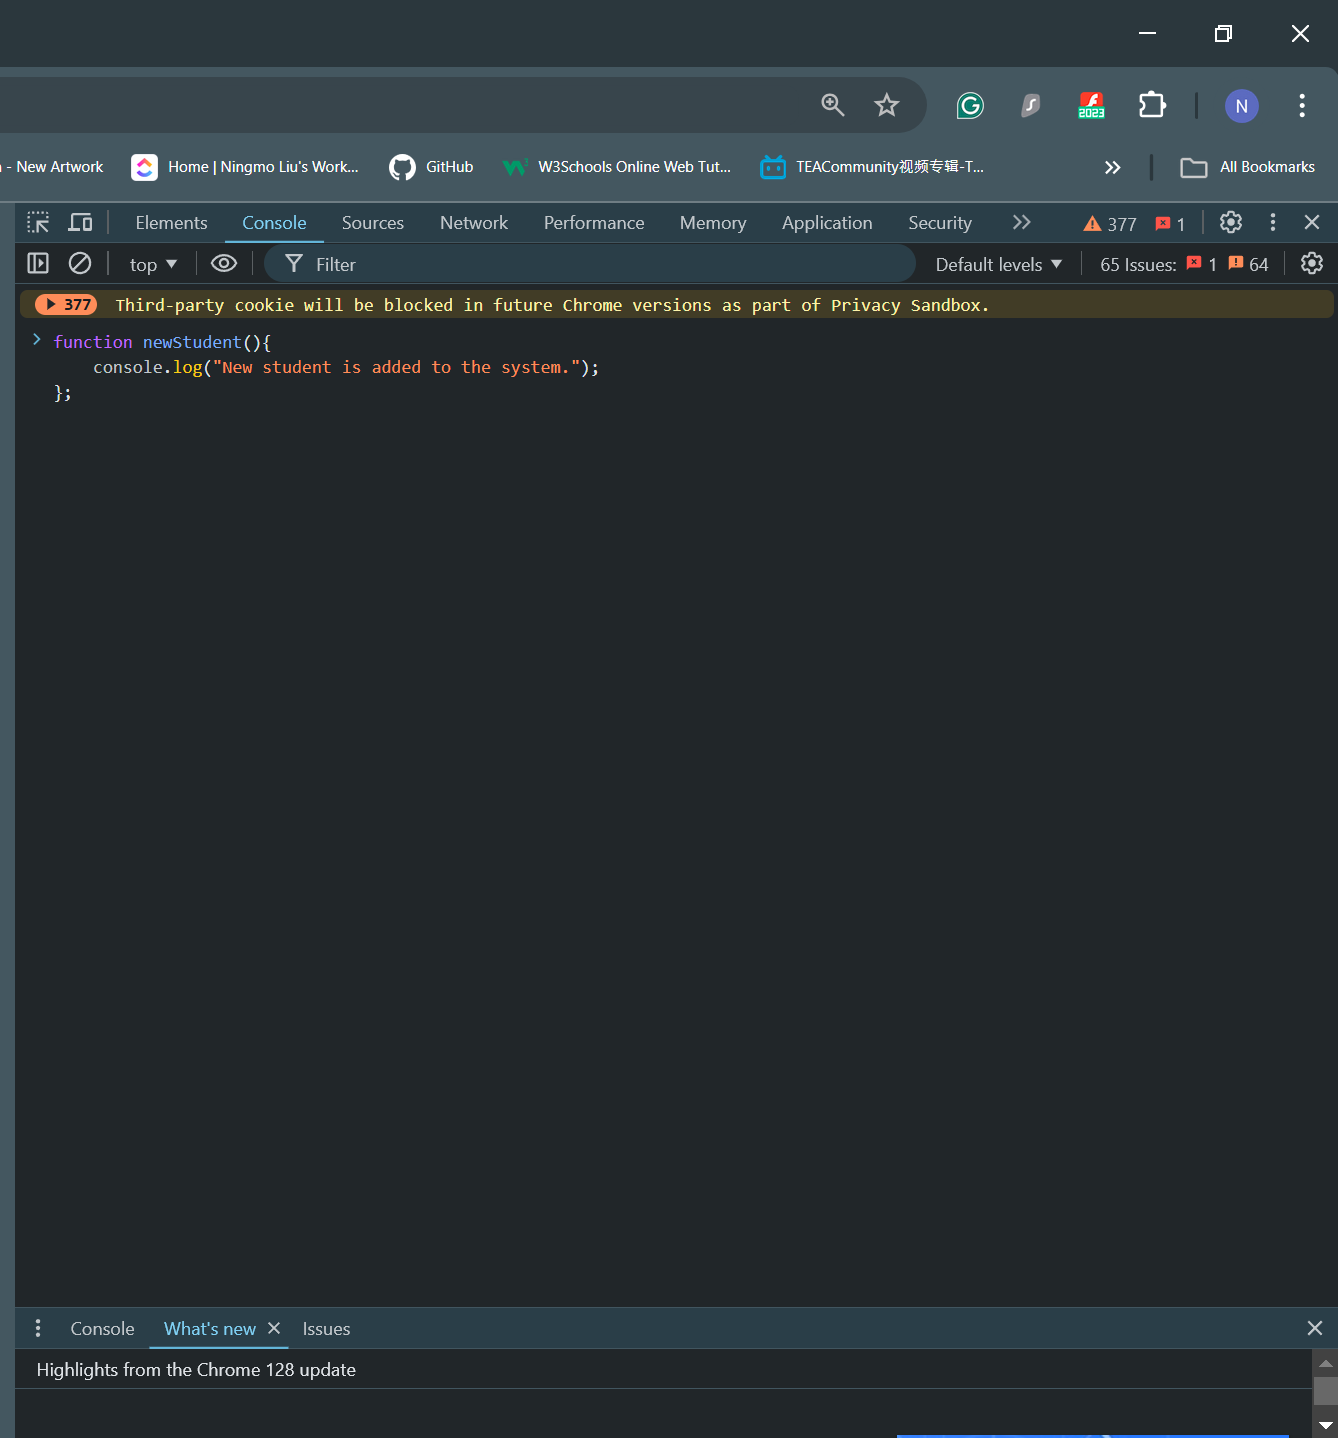 N
- New Artwork
Home | Ningmo Liu's Work...
GitHub
W3Schools Online Web Tut...
TEACommunity视频专辑-T...
All Bookmarks
2023
Elements
Console
Sources
Network
Performance
Memory
Application
Security
377
1
top
Filter
Default levels
65 Issues:
1
64
377 Third-party cookie will be blocked in future Chrome versions as part of Privacy Sandbox.
function newStudent(){
console.log("New student is added to the system.");
};
Console
What's new
Issues
Highlights from the Chrome 128 update